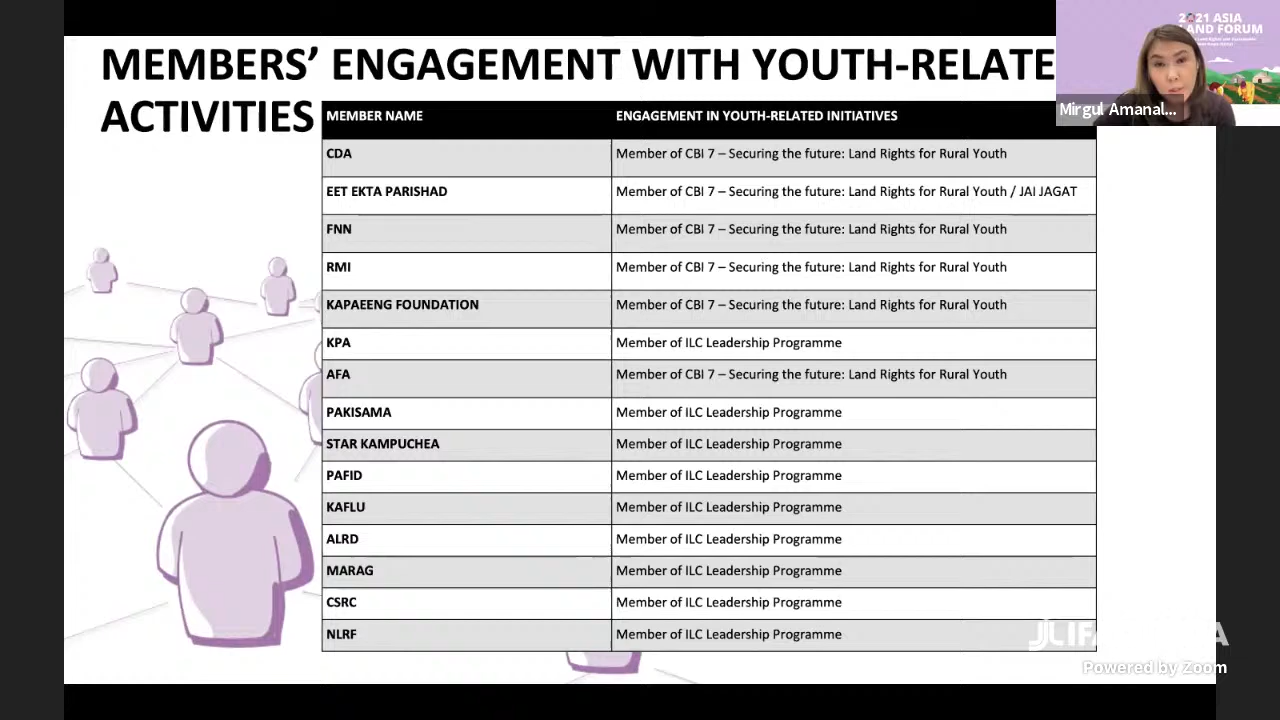 MEMBERS' ENGAGEMENT WITH YOUTH-RELATE
ACTIVITIES
MEMBER NAME ENGAGEMENT IN YOUTH-RELATED INITIATIVES
CDA Member of CBI 7 – Securing the future: Land Rights for Rural Youth
EET EKTA PARISHAD Member of CBI 7 – Securing the future: Land Rights for Rural Youth / JAI JAGAT
FNN Member of CBI 7 – Securing the future: Land Rights for Rural Youth
RMI Member of CBI 7 – Securing the future: Land Rights for Rural Youth
KAPAEENG FOUNDATION Member of CBI 7 – Securing the future: Land Rights for Rural Youth
KPA Member of ILC Leadership Programme
AFA Member of CBI 7 – Securing the future: Land Rights for Rural Youth
PAKISAMA Member of ILC Leadership Programme
STAR KAMPUCHEA Member of ILC Leadership Programme
PAFID Member of ILC Leadership Programme
KAFLU Member of ILC Leadership Programme
ALRD Member of ILC Leadership Programme
MARAG Member of ILC Leadership Programme
CSRC Member of ILC Leadership Programme
NLRF Member of ILC Leadership Programme
2021 ASIA
LAND FORUM
Mirgul Amanal...
Powered by Zoom